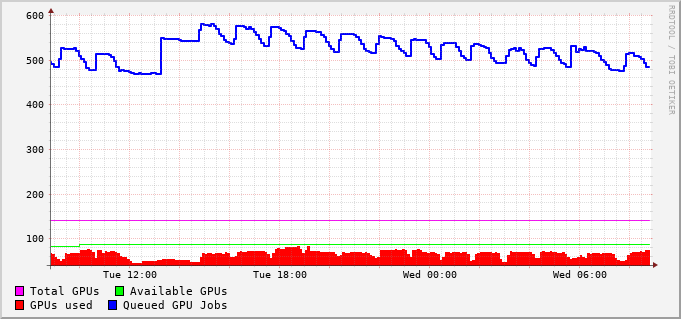 600
500
400
300
200
100
Tue 12:00 Tue 18:00 Wed 00:00 Wed 06:00
Total GPUs Available GPUs
GPUs used Queued GPU Jobs
RRDTOOL / TOBI OETIKER